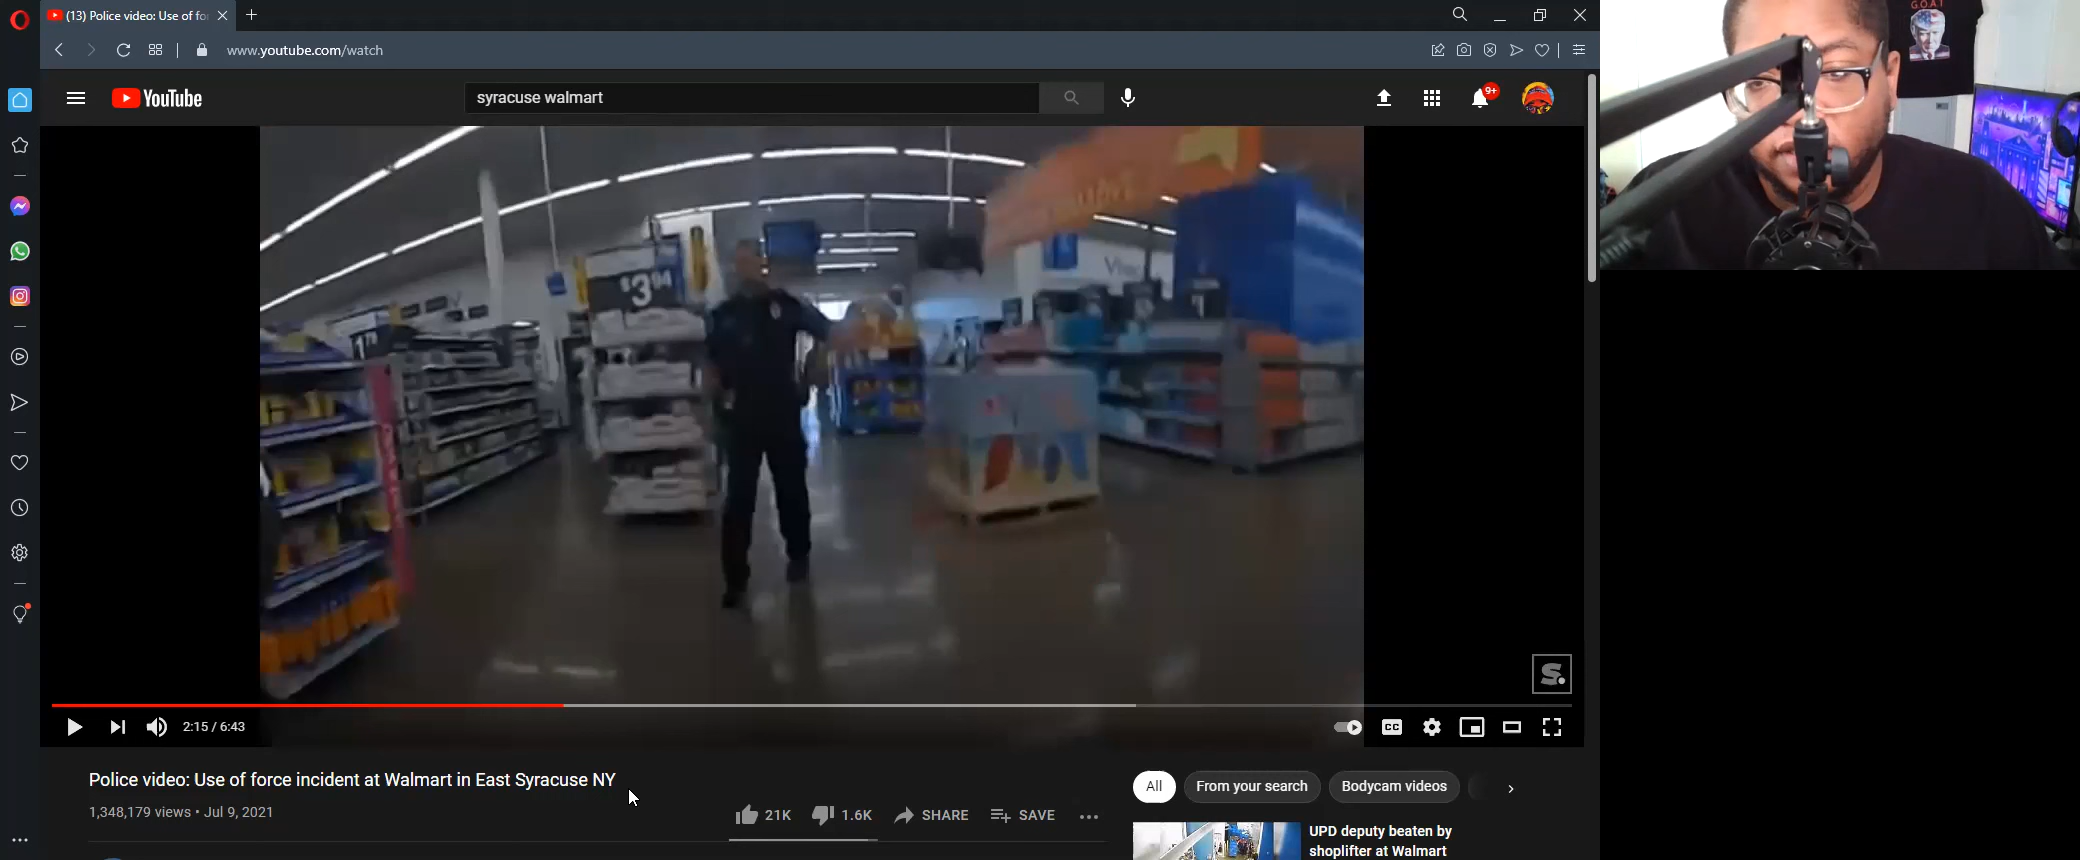 (13) Police video: Use of fo
www.youtube.com/watch
YouTube
syracuse walmart
9+
G.O.A.T
$3.94
S.
2:15 / 6:43
CC
Police video: Use of force incident at Walmart in East Syracuse NY
1,348,179 views • Jul 9, 2021
21K
1.6K
SHARE
SAVE
All
From your search
Bodycam videos
UPD deputy beaten by
shoplifter at Walmart